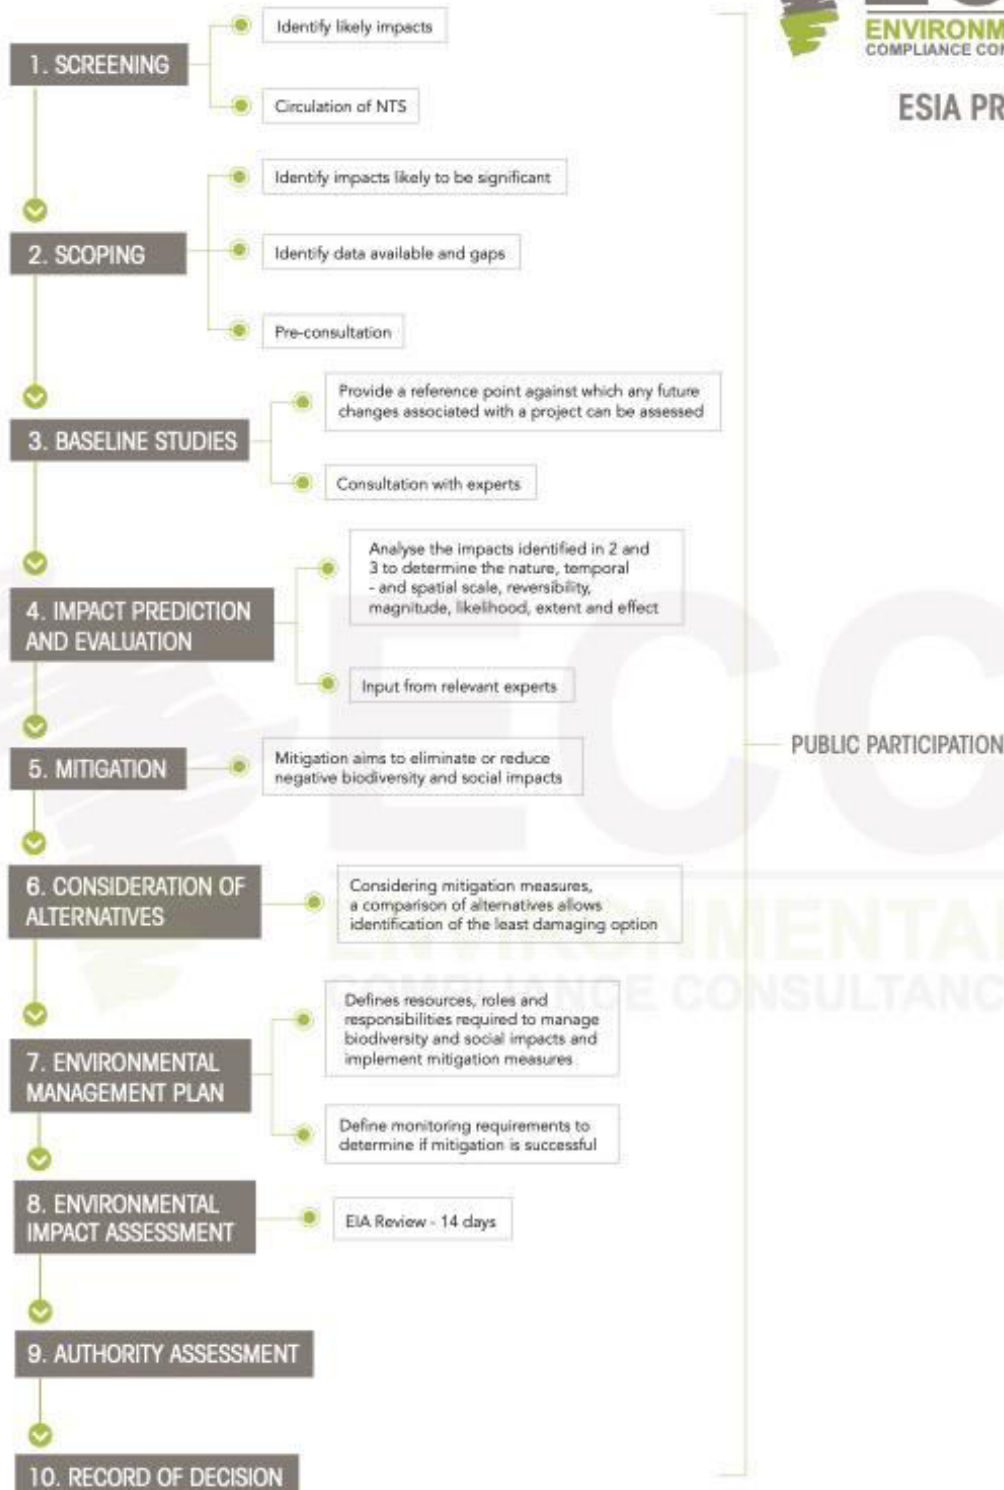 ENVIRONM
COMPLIANCE CON
ESIA PR
1. SCREENING
Identify likely impacts
Circulation of NTS
2. SCOPING
Identify impacts likely to be significant
Identify data available and gaps
Pre-consultation
3. BASELINE STUDIES
Provide a reference point against which any future
changes associated with a project can be assessed
Consultation with experts
4. IMPACT PREDICTION
AND EVALUATION
Analyse the impacts identified in 2 and
3 to determine the nature, temporal
- and spatial scale, reversibility,
magnitude, likelihood, extent and effect
Input from relevant experts
5. MITIGATION
Mitigation aims to eliminate or reduce
negative biodiversity and social impacts
PUBLIC PARTICIPATION
6. CONSIDERATION OF
ALTERNATIVES
Considering mitigation measures,
a comparison of alternatives allows
identification of the least damaging option
7. ENVIRONMENTAL
MANAGEMENT PLAN
Defines resources, roles and
responsibilities required to manage
biodiversity and social impacts and
implement mitigation measures
Define monitoring requirements to
determine if mitigation is successful
8. ENVIRONMENTAL
IMPACT ASSESSMENT
EIA Review - 14 days
9. AUTHORITY ASSESSMENT
10. RECORD OF DECISION
ECC
ENVIRONMENTAL
COMPLIANCE CONSULTANC